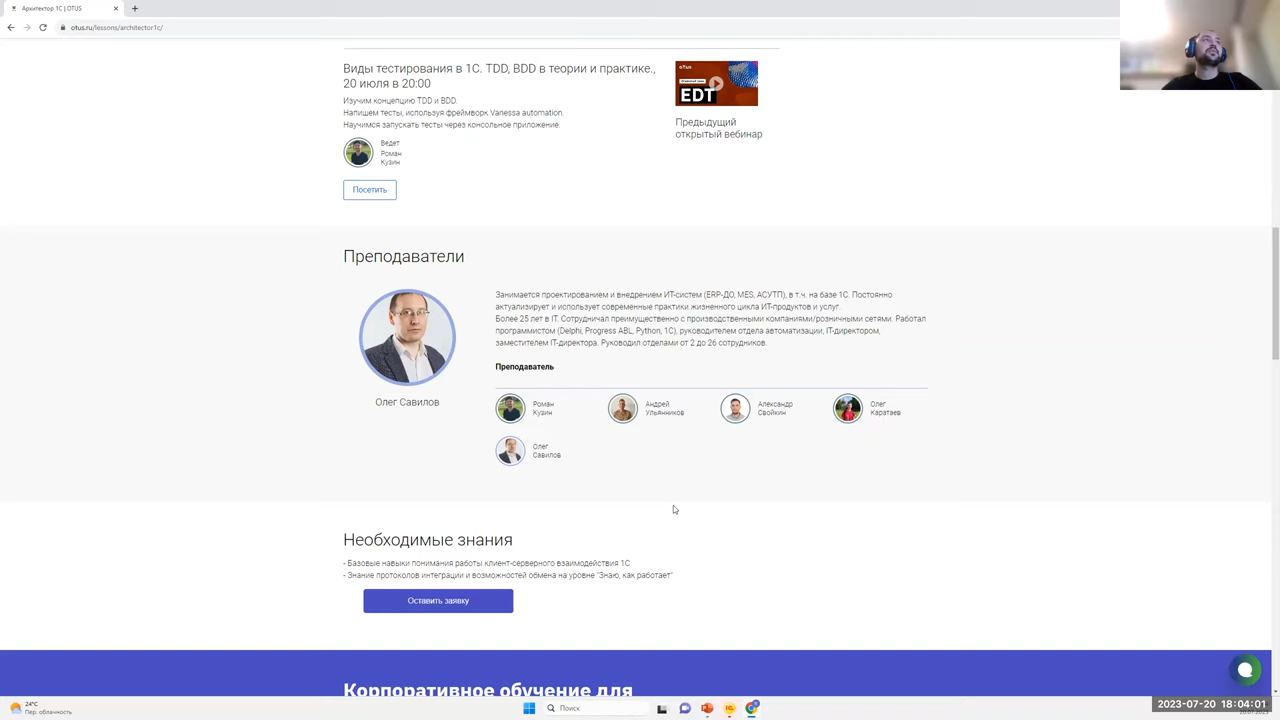 Архитектор 1С | OTUS
otus.ru/lessons/architector1c/
Виды тестирования в 1С. TDD, BDD в теории и практике.,
20 июля в 20:00
Изучим концепцию TDD и BDD.
Напишем тесты, используя фреймворк Vanessa automation.
Научимся запускать тесты через консольное приложение.
Ведет
Роман
Кузин
Посетить
EDT
Предыдущий
открытый вебинар
Преподаватели
Олег Савилов
Занимается проектированием и внедрением ИТ-систем (ERP-ДО, MES, АСУТП), в т.ч. на базе 1С. Постоянно
актуализирует и использует современные практики жизненного цикла ИТ-продуктов и услуг.
Более 25 лет в IT. Сотрудничал преимущественно с производственными компаниями/розничными сетями. Работал
программистом (Delphi, Progress ABL, Python, 1С), руководителем отдела автоматизации, IT-директором,
заместителем IT-директора. Руководил отделами от 2 до 26 сотрудников.
Преподаватель
Роман
Кузин
Андрей
Ульянников
Александр
Свойкин
Олег
Каратаев
Олег
Савилов
Необходимые знания
- Базовые навыки понимания работы клиент-серверного взаимодействия 1С
- Знание протоколов интеграции и возможностей обмена на уровне "Знаю, как работает"
Оставить заявку
Корпоративное обучение для
24°C
Пер. облачность
Поиск
2023-07-20 18:04:01